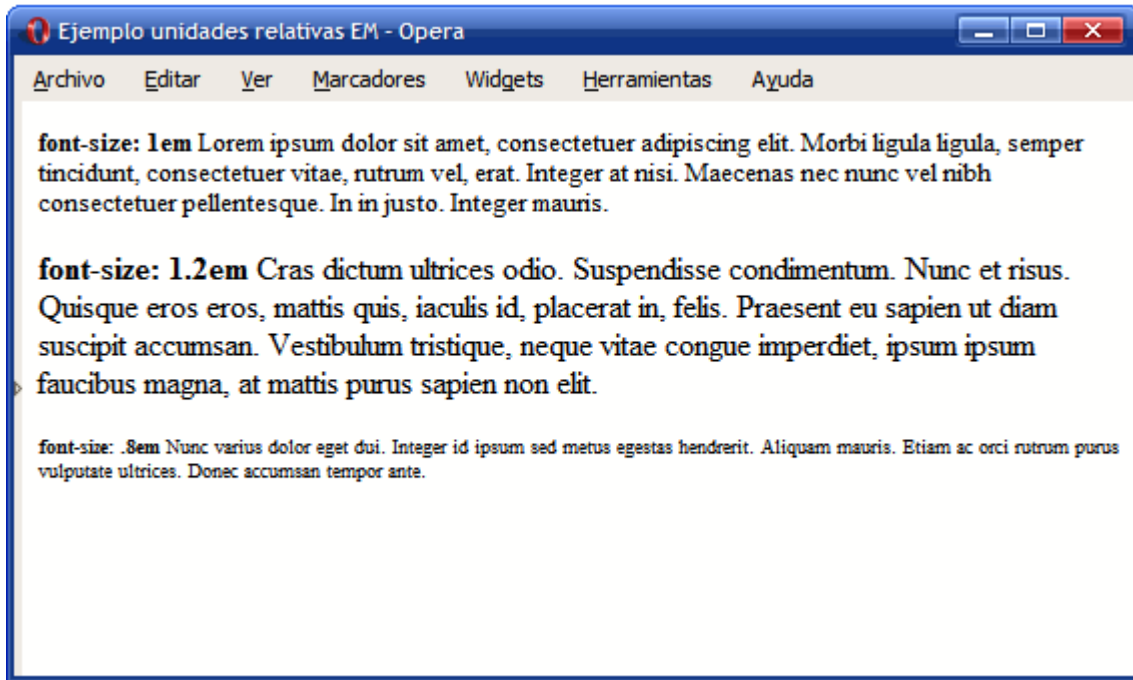 Ejemplo unidades relativas EM - Opera
Archivo Editar Ver Marcadores Widgets Herramientas Ayuda
font-size: 1em Lorem ipsum dolor sit amet, consectetuer adipiscing elit. Morbi ligula ligula, semper
tincidunt, consectetuer vitae, rutrum vel, erat. Integer at nisi. Maecenas nec nunc vel nibh
consectetuer pellentesque. In in justo. Integer mauris.
font-size: 1.2em Cras dictum ultrices odio. Suspendisse condimentum. Nunc et risus.
Quisque eros eros, mattis quis, iaculis id, placerat in, felis. Praesent eu sapien ut diam
suscipit accumsan. Vestibulum tristique, neque vitae congue imperdiet, ipsum ipsum
faucibus magna, at mattis purus sapien non elit.
font-size: .8em Nunc varius dolor eget dui. Integer id ipsum sed metus egestas hendrerit. Aliquam mauris. Etiam ac orci rutrum purus
vulputate ultrices. Donec accumsan tempor ante.